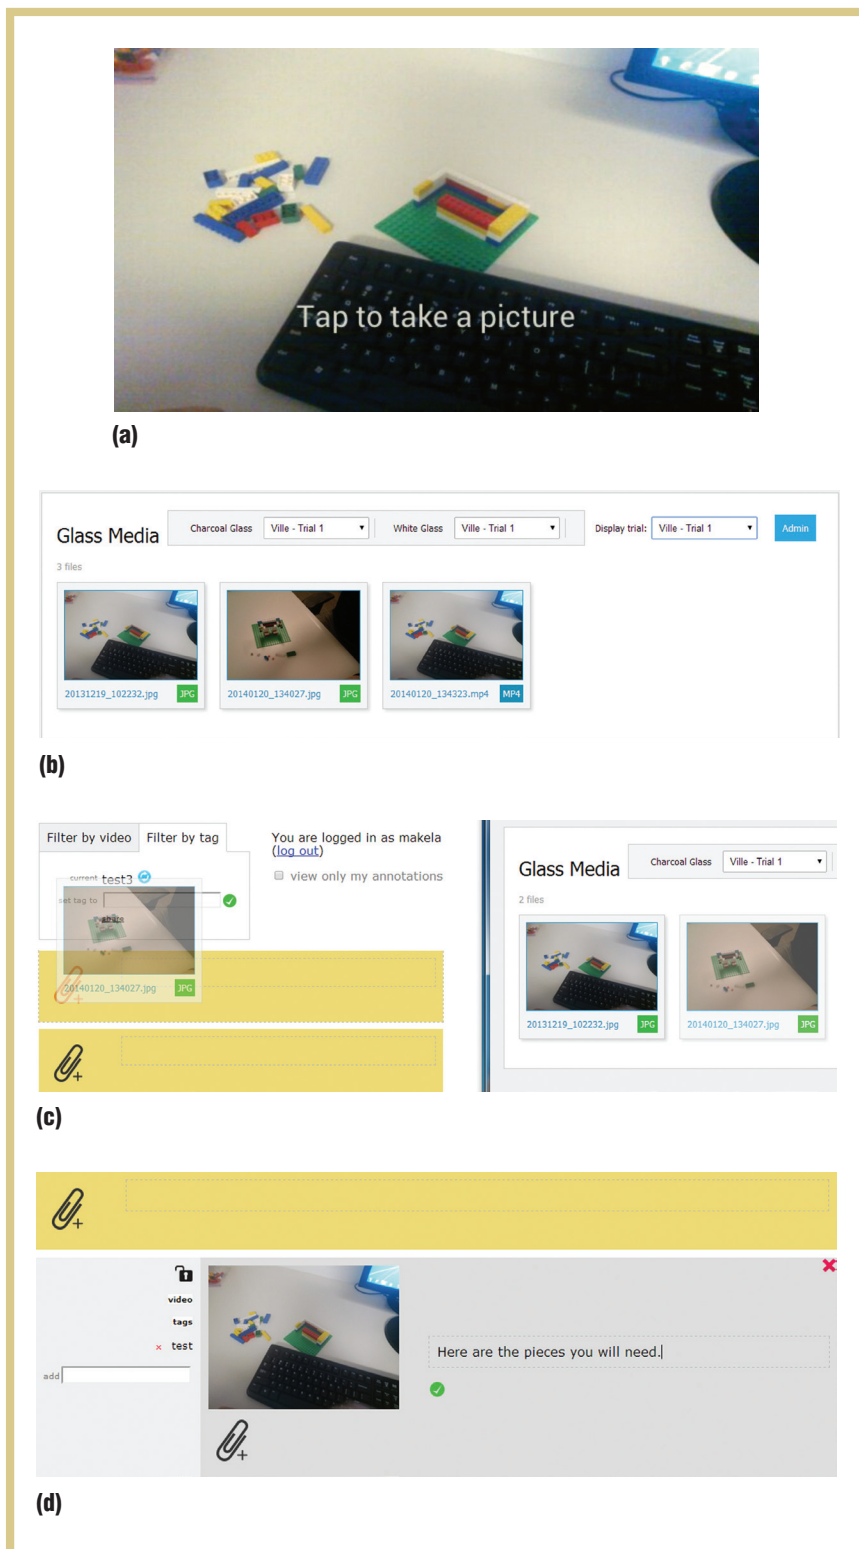 Tap to take a picture
(a)
Glass Media
Charcoal Glass Ville - Trial 1
White Glass Ville - Trial 1
Display trial: Ville - Trial 1
Admin
3 files
20131219_102232.jpg JPG
20140120_134027.jpg JPG
20140120_134323.mp4 MP4
(b)
Filter by video Filter by tag
current test3
set tag to
20140120_134027.jpg JPG
You are logged in as makela
(log out)
view only my annotations
Glass Media
Charcoal Glass Ville - Trial 1
2 files
20131219_102232.jpg JPG
20140120_134027.jpg JPG
(c)
video
tags
× test
add
Here are the pieces you will need.
(d)